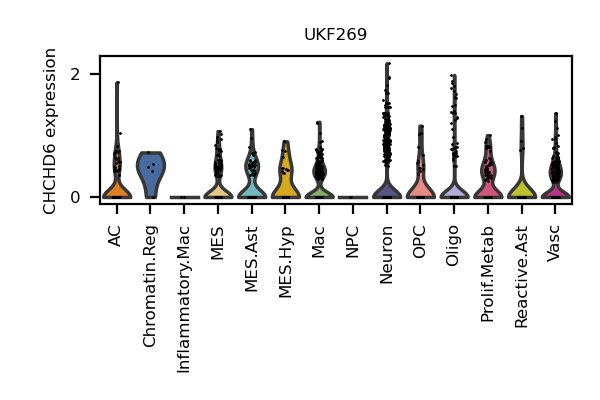 UKF269
CHCHD6 expression
2
0
AC
Chromatin.Reg
Inflammatory.Mac
MES
MES.Ast
MES.Hyp
Mac
NPC
Neuron
OPC
Oligo
Prolif.Metab
Reactive.Ast
Vasc